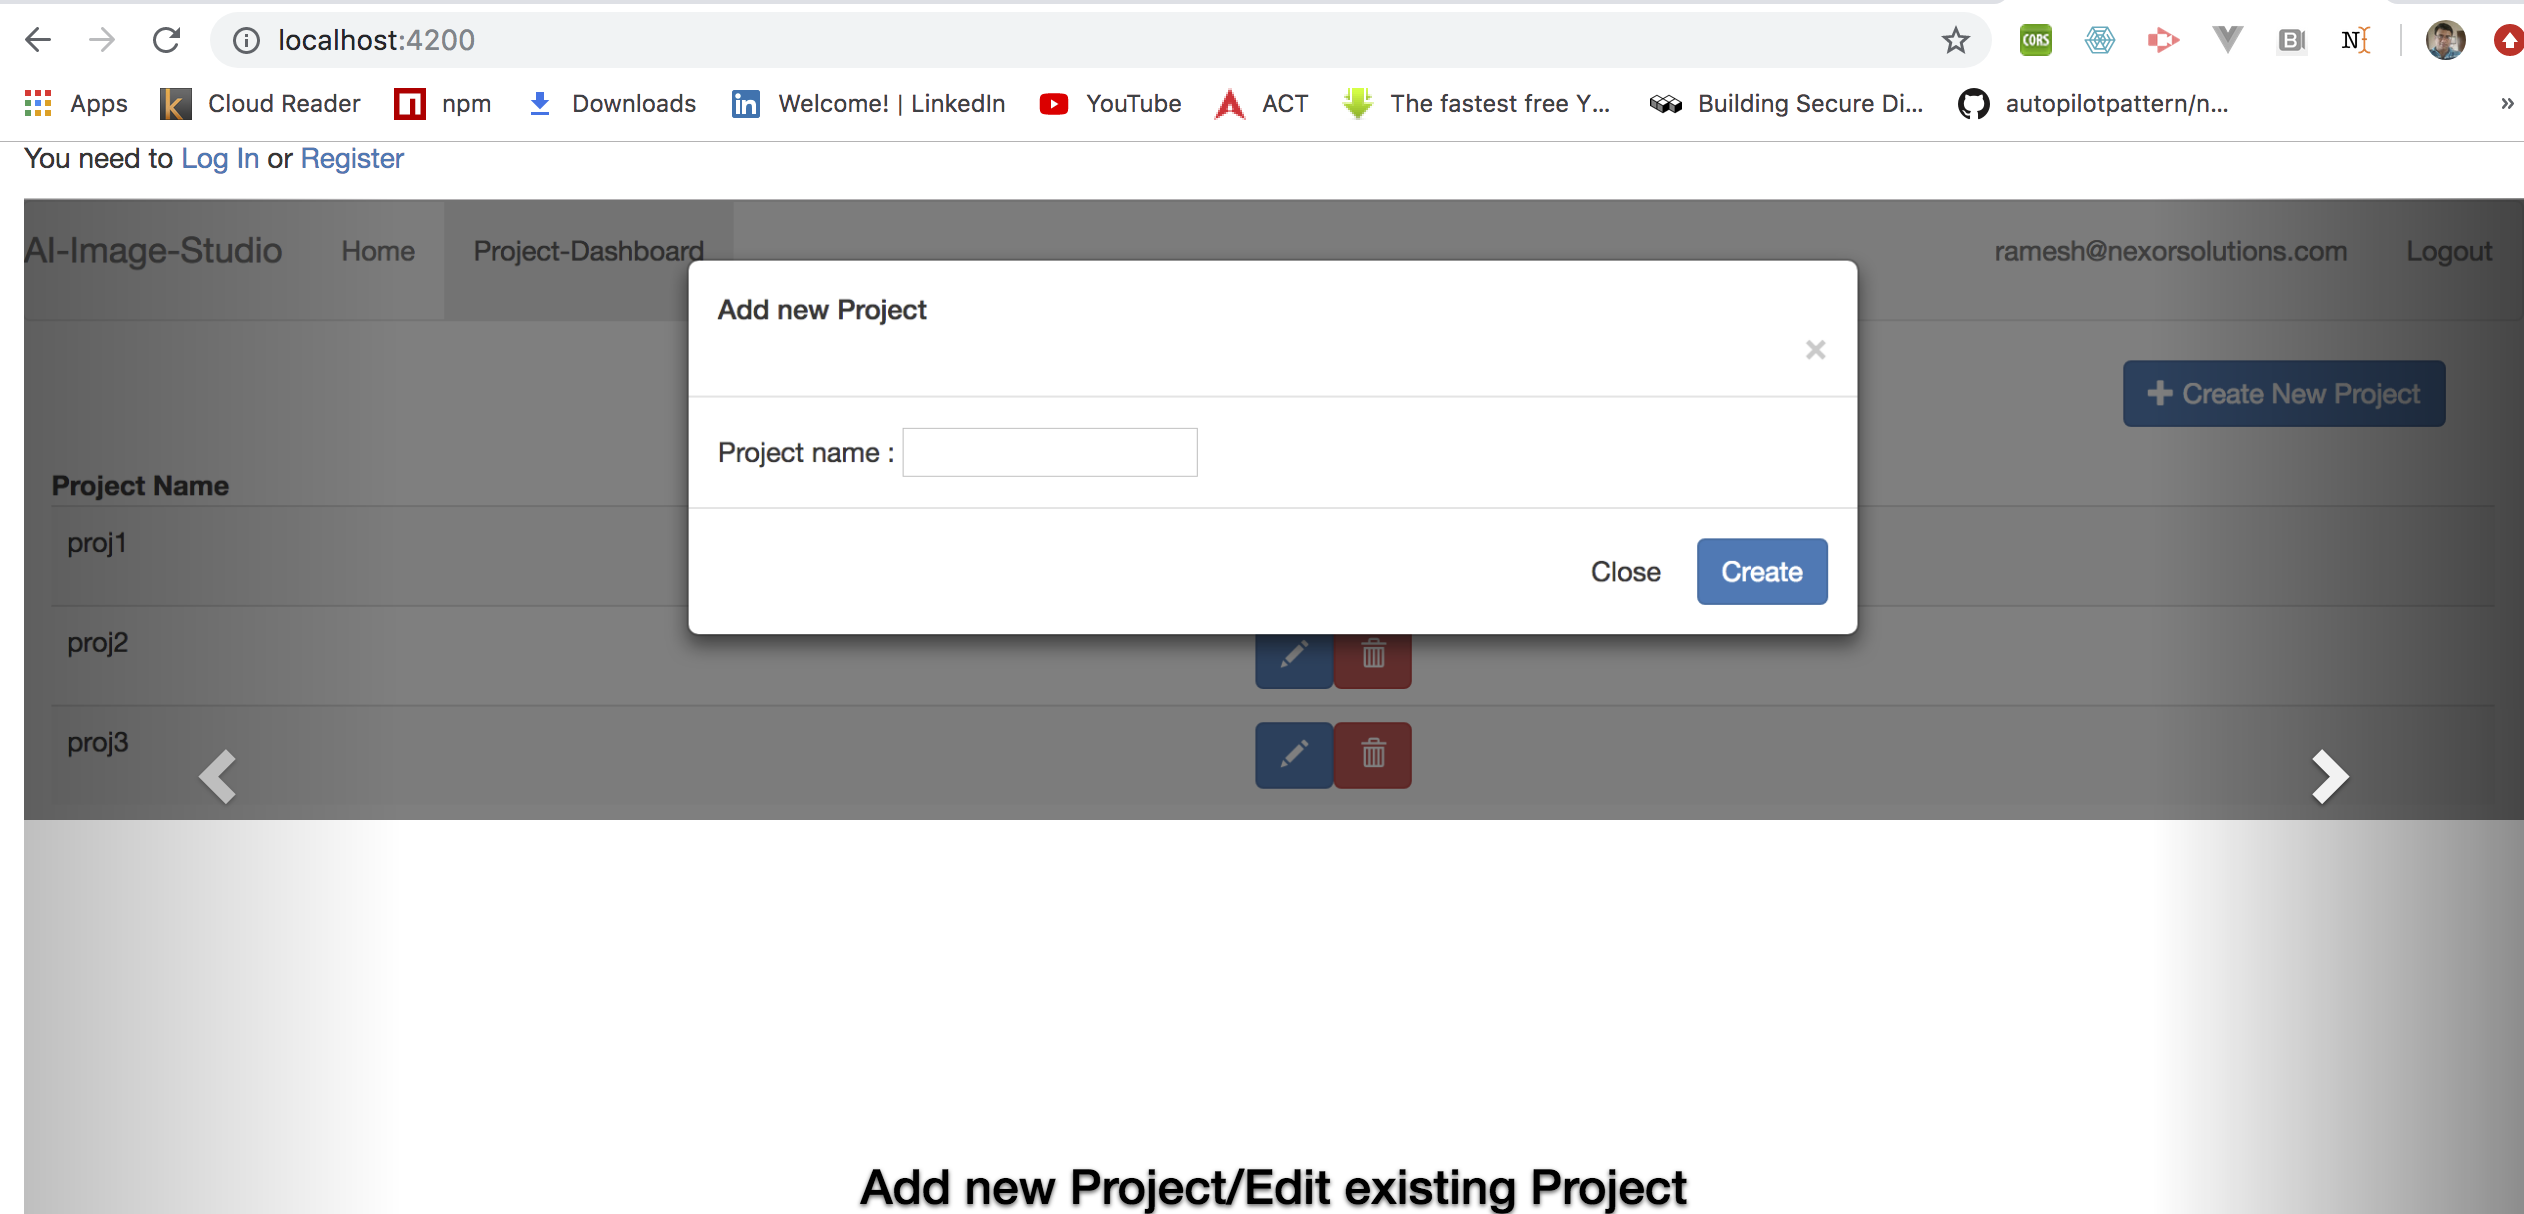 localhost:4200
CORS
N
Apps
Cloud Reader
npm
Downloads
Welcome! | LinkedIn
YouTube
ACT
The fastest free Y...
Building Secure Di...
autopilotpattern/n...
»
You need to Log In or Register
AI-Image-Studio Home Project-Dashboard ramesh@nexorsolutions.com Logout
Add new Project
×
Create New Project
Project name :
Project Name
proj1
Close Create
proj2
proj3
Add new Project/Edit existing Project